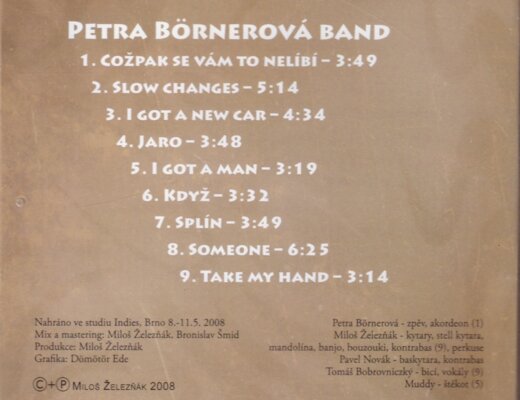 PETRA BÖRNEROVÁ BAND
1. COŽPAK SE VÁM TO NELÍBÍ – 3:49
2. SLOW CHANGES – 5:14
3. I GOT A NEW CAR – 4:34
4. JARO – 3:48
5. I GOT A MAN – 3:19
6. KDYŽ – 3:32
7. SPLÍN – 3:49
8. SOMEONE – 6:25
9. TAKE MY HAND – 3:14
Nahráno ve studiu Indies, Brno 8.-11.5. 2008
Mix a mastering: Miloš Železňák, Bronislav Šmid
Produkce: Miloš Železňák
Grafika: Dömötör Ede
©+Ⓟ MILOŠ ŽELEZŇÁK 2008
Petra Börnerová - zpěv, akordeon (1)
Miloš Železňák - kytary, stell kytara,
mandolína, banjo, bouzouki, kontrabas (9), perkuse
Pavel Novák - baskytara, kontrabas
Tomáš Bobrovniczký - bicí, vokály (9)
Muddy - štěkot (5)